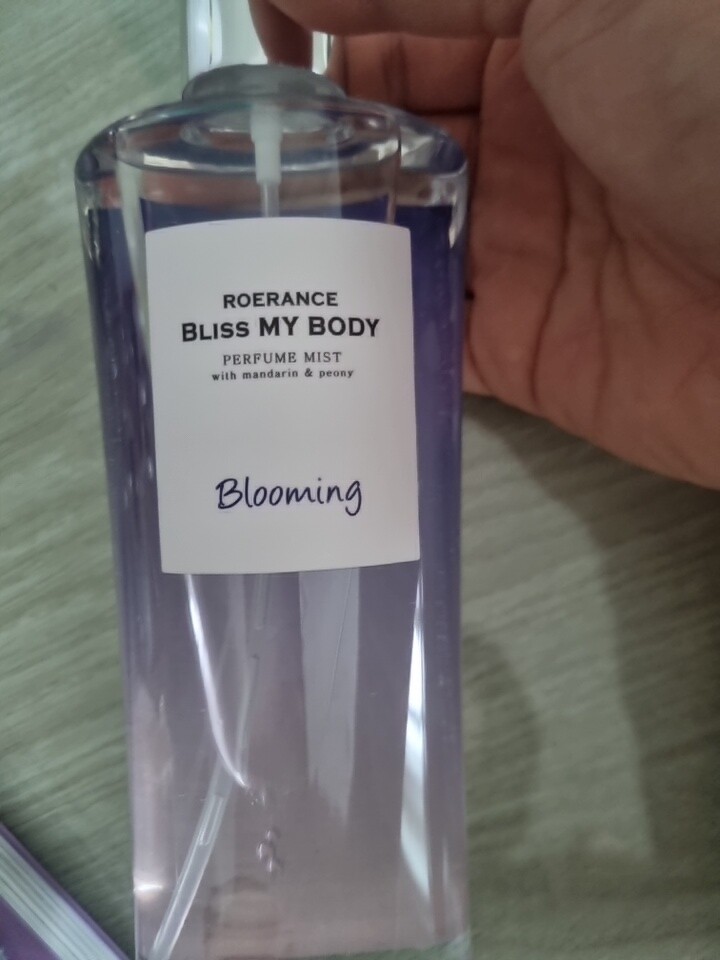 ROERANCE
BLISS MY BODY
PERFUME MIST
with mandarin & peony
Blooming